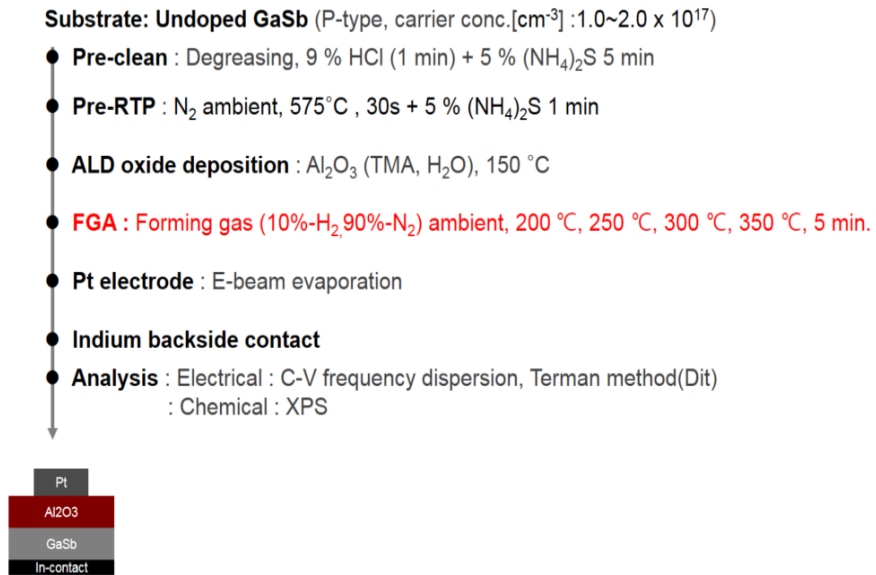 Substrate: Undoped GaSb (P-type, carrier conc.[cm⁻³] :1.0~2.0 x 10¹⁷)
Pre-clean : Degreasing, 9 % HCl (1 min) + 5 % (NH₄)₂S 5 min
Pre-RTP : N₂ ambient, 575°C , 30s + 5 % (NH₄)₂S 1 min
ALD oxide deposition : Al₂O₃ (TMA, H₂O), 150 °C
FGA : Forming gas (10%-H₂,90%-N₂) ambient, 200 ℃, 250 ℃, 300 ℃, 350 ℃, 5 min.
Pt electrode : E-beam evaporation
Indium backside contact
Analysis : Electrical : C-V frequency dispersion, Terman method(Dit)
: Chemical : XPS
Pt
Al2O3
GaSb
In-contact